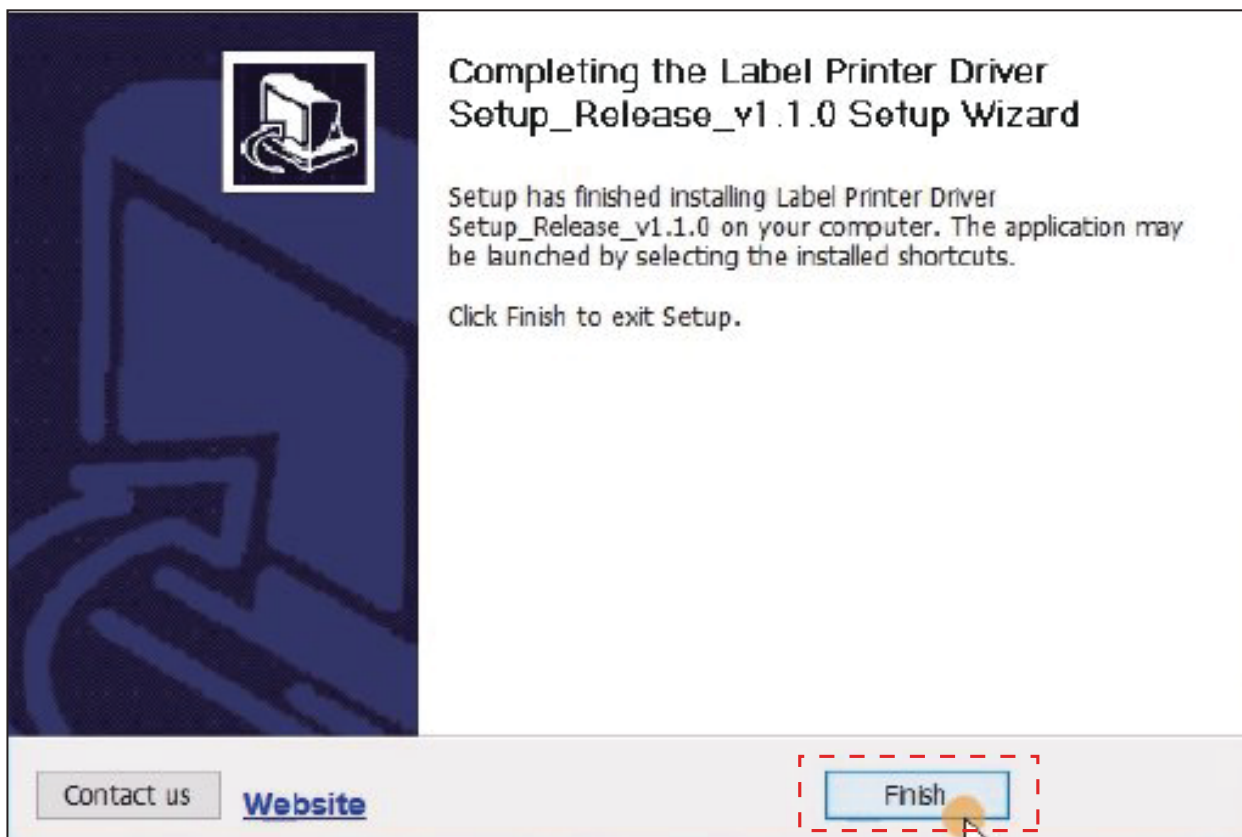 Completing the Label Printer Driver
Setup_Release_v1.1.0 Setup Wizard
Setup has finished installing Label Printer Driver
Setup_Release_v1.1.0 on your computer. The application may
be launched by selecting the installed shortcuts.
Click Finish to exit Setup.
Contact us
Website
Finish